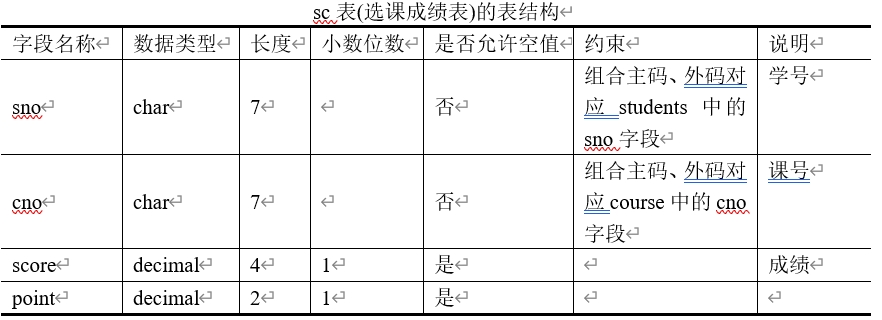 sc 表(选课成绩表)的表结构
字段名称 数据类型 长度 小数位数 是否允许空值 约束 说明
sno char 7 否 组合主码、外码对应 students 中的 sno 字段 学号
cno char 7 否 组合主码、外码对应 course 中的 cno 字段 课号
score decimal 4 1 是 成绩
point decimal 2 1 是